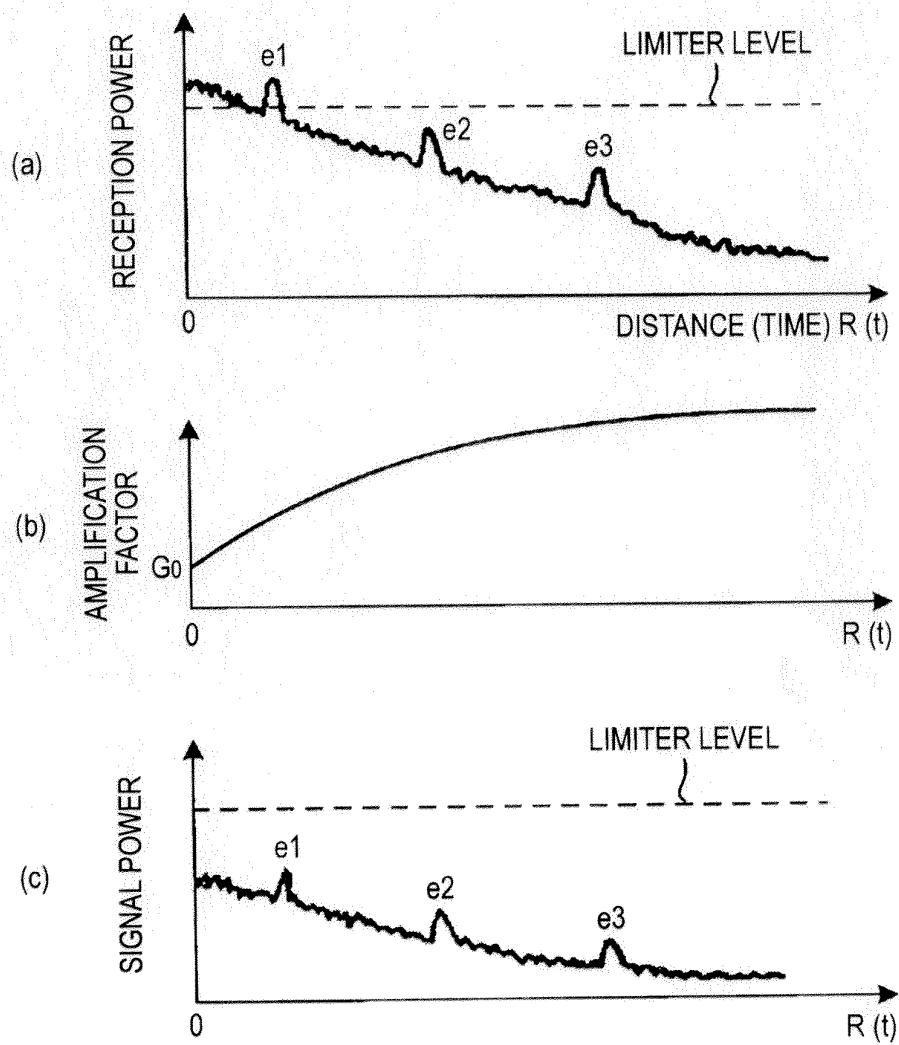 (a)
RECEPTION POWER
LIMITER LEVEL
e1
e2
e3
0
DISTANCE (TIME) R (t)
(b)
AMPLIFICATION
FACTOR
G0
0
R (t)
(c)
SIGNAL POWER
LIMITER LEVEL
e1
e2
e3
0
R (t)